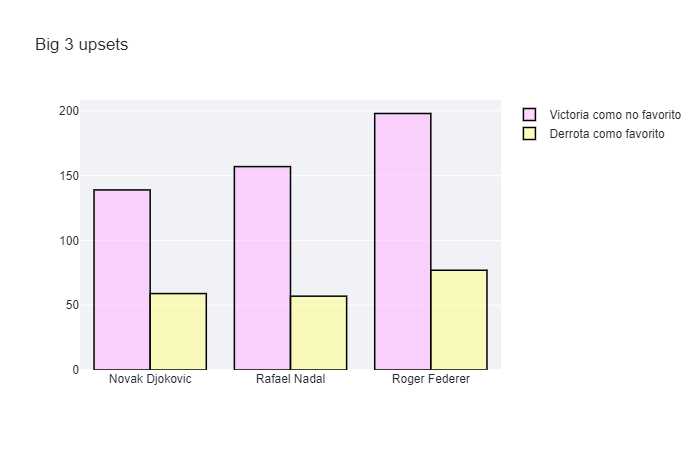 Big 3 upsets
200
150
100
50
0
Novak Djokovic
Rafael Nadal
Roger Federer
Victoria como no favorito
Derrota como favorito